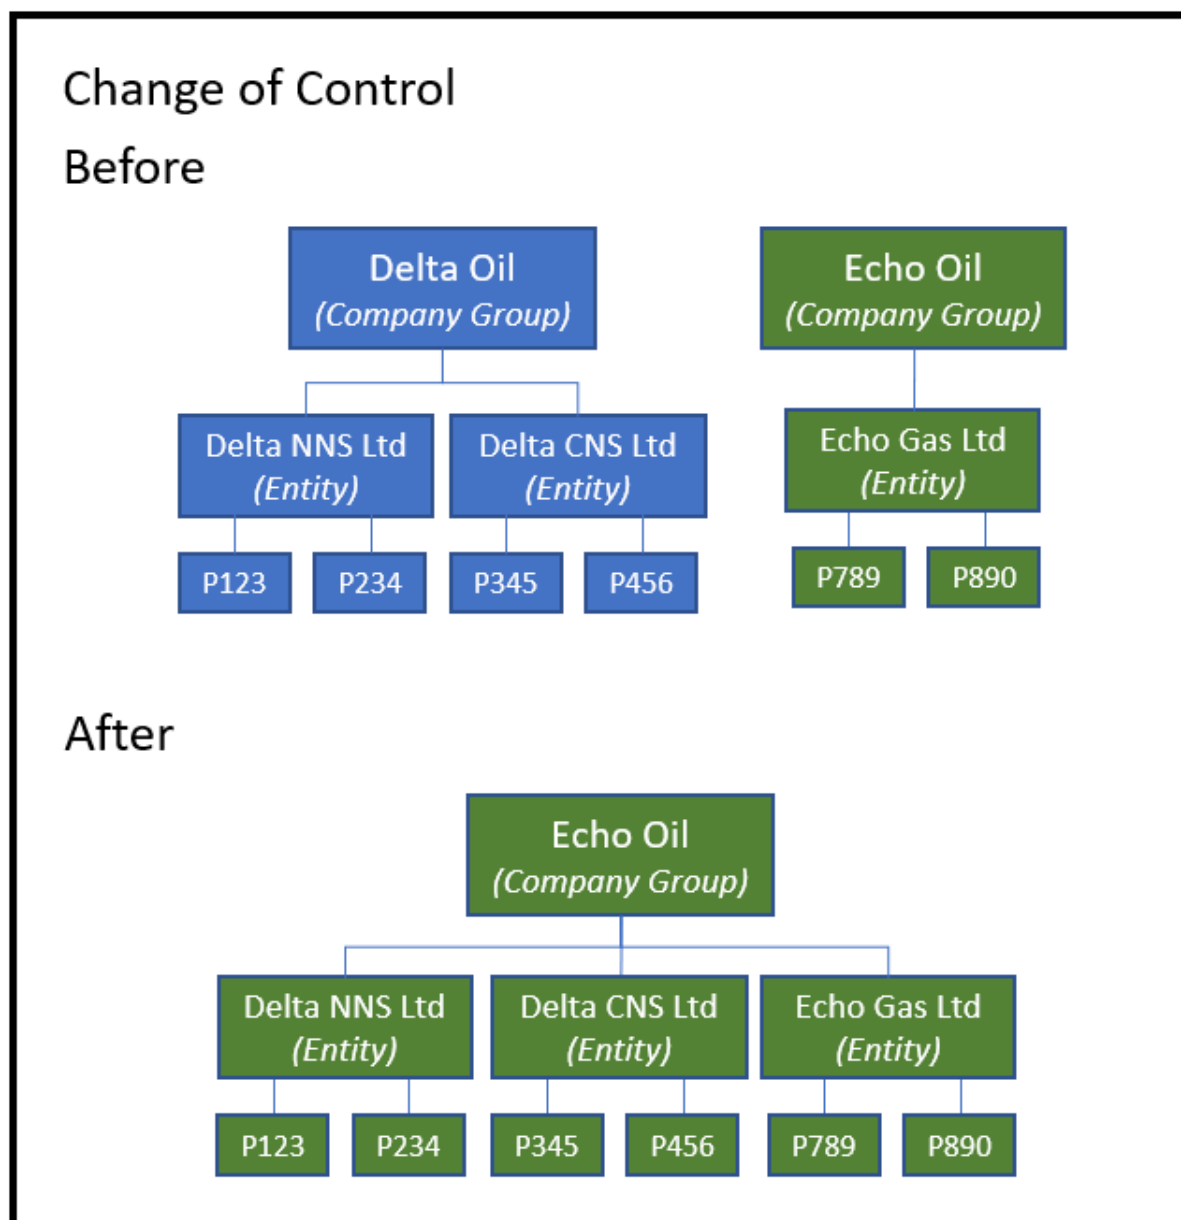 Change of Control
Before
Delta Oil
(Company Group)
Echo Oil
(Company Group)
Delta NNS Ltd
(Entity)
Delta CNS Ltd
(Entity)
Echo Gas Ltd
(Entity)
P123
P234
P345
P456
P789
P890
After
Echo Oil
(Company Group)
Delta NNS Ltd
(Entity)
Delta CNS Ltd
(Entity)
Echo Gas Ltd
(Entity)
P123
P234
P345
P456
P789
P890